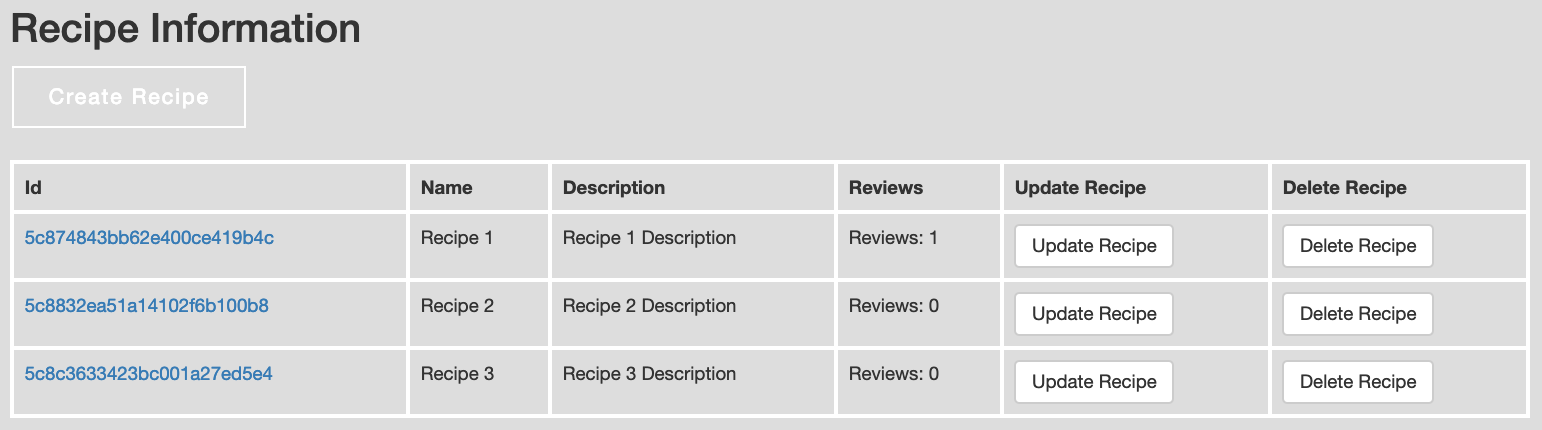 Recipe Information
Create Recipe
Id Name Description Reviews Update Recipe Delete Recipe
5c874843bb62e400ce419b4c Recipe 1 Recipe 1 Description Reviews: 1 Update Recipe Delete Recipe
5c8832ea51a14102f6b100b8 Recipe 2 Recipe 2 Description Reviews: 0 Update Recipe Delete Recipe
5c8c3633423bc001a27ed5e4 Recipe 3 Recipe 3 Description Reviews: 0 Update Recipe Delete Recipe